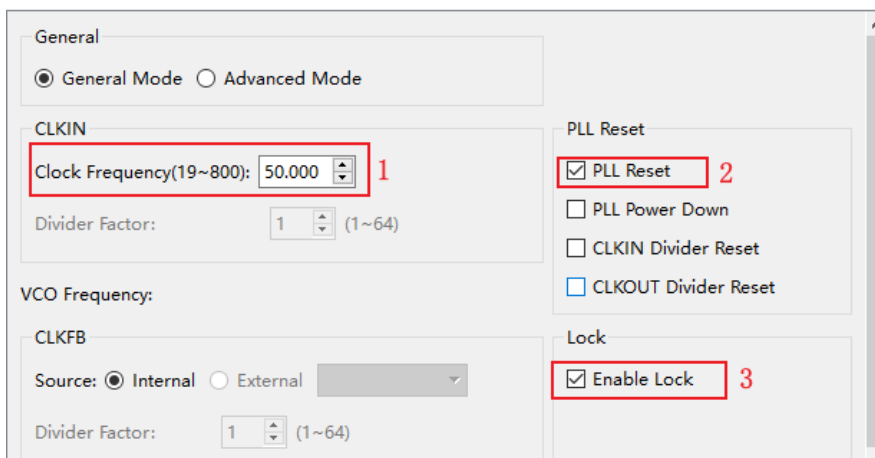 General
General Mode Advanced Mode
CLKIN
Clock Frequency(19~800): 50.000 1
Divider Factor: 1 (1~64)
VCO Frequency:
CLKFB
Source: Internal External
Divider Factor: 1 (1~64)
PLL Reset
PLL Reset 2
PLL Power Down
CLKIN Divider Reset
CLKOUT Divider Reset
Lock
Enable Lock 3